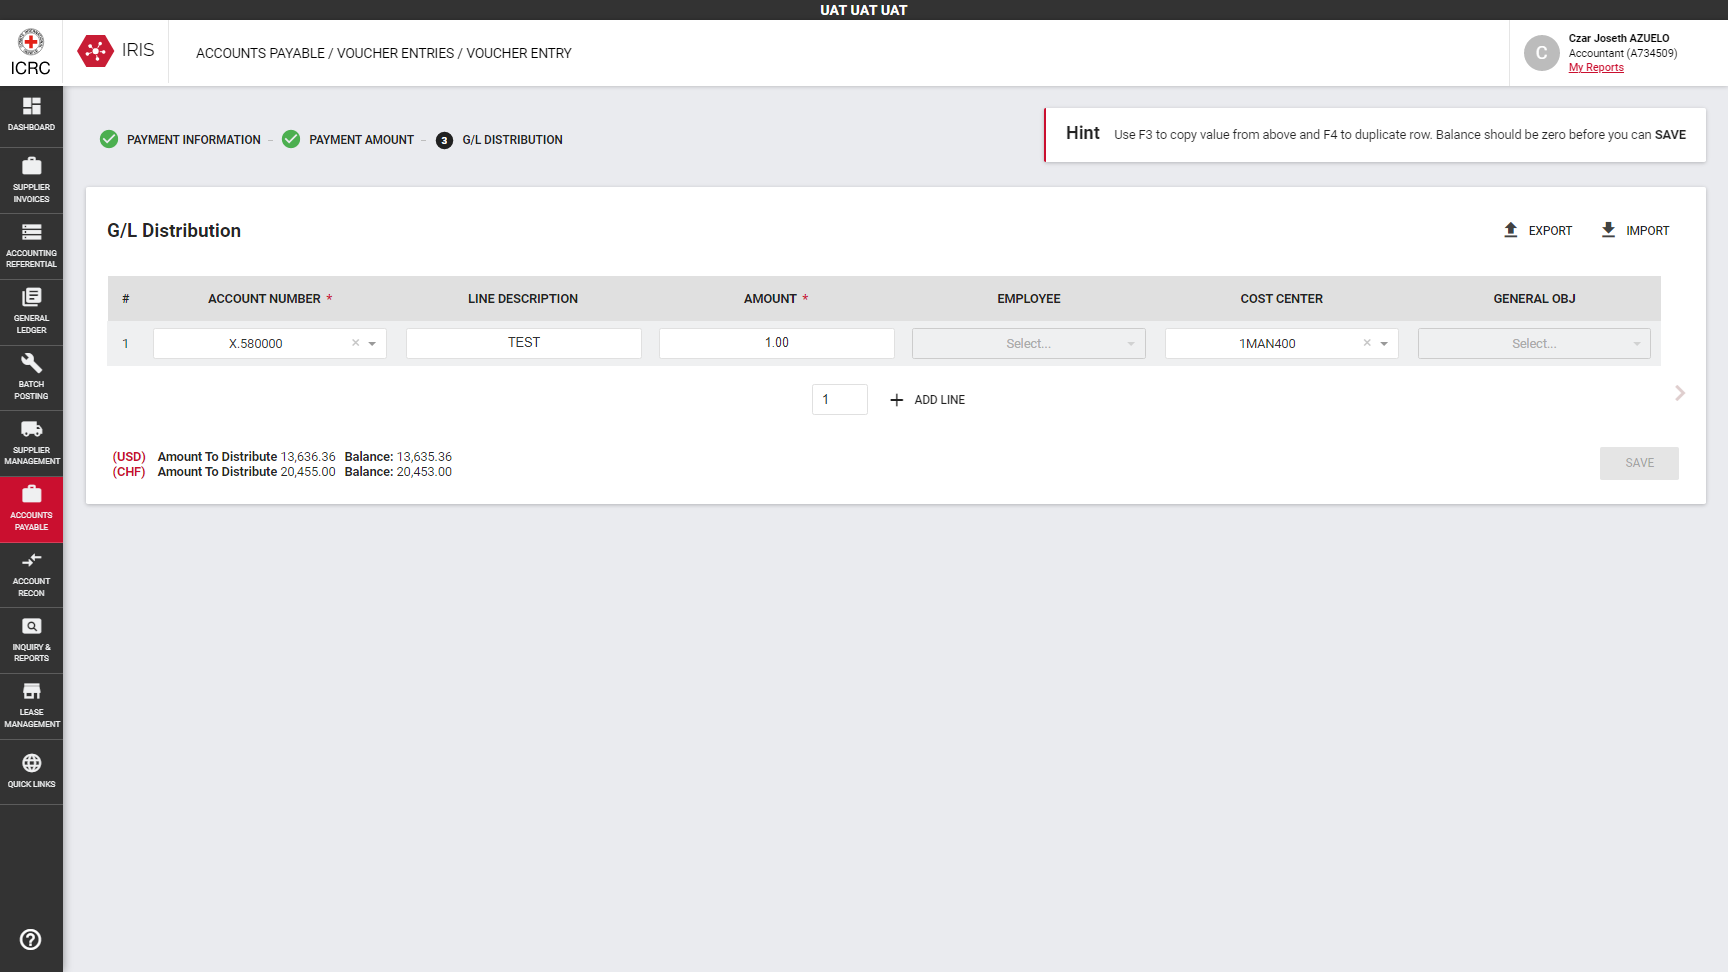 UAT UAT UAT
ICRC
IRIS
ACCOUNTS PAYABLE / VOUCHER ENTRIES / VOUCHER ENTRY
C
Czar Joseth AZUELO
Accountant (A734509)
My Reports
DASHBOARD
SUPPLIER
INVOICES
ACCOUNTING
REFERENTIAL
GENERAL
LEDGER
BATCH
POSTING
SUPPLIER
MANAGEMENT
ACCOUNTS
PAYABLE
ACCOUNT
RECON
INQUIRY &
REPORTS
LEASE
MANAGEMENT
QUICK LINKS
PAYMENT INFORMATION – PAYMENT AMOUNT – 3 G/L DISTRIBUTION
Hint Use F3 to copy value from above and F4 to duplicate row. Balance should be zero before you can SAVE
G/L Distribution
EXPORT IMPORT
# ACCOUNT NUMBER * LINE DESCRIPTION AMOUNT * EMPLOYEE COST CENTER GENERAL OBJ
1 X.580000 × TEST 1.00 Select... 1MAN400 × Select...
1 + ADD LINE
(USD) Amount To Distribute 13,636.36 Balance: 13,635.36
(CHF) Amount To Distribute 20,455.00 Balance: 20,453.00
SAVE